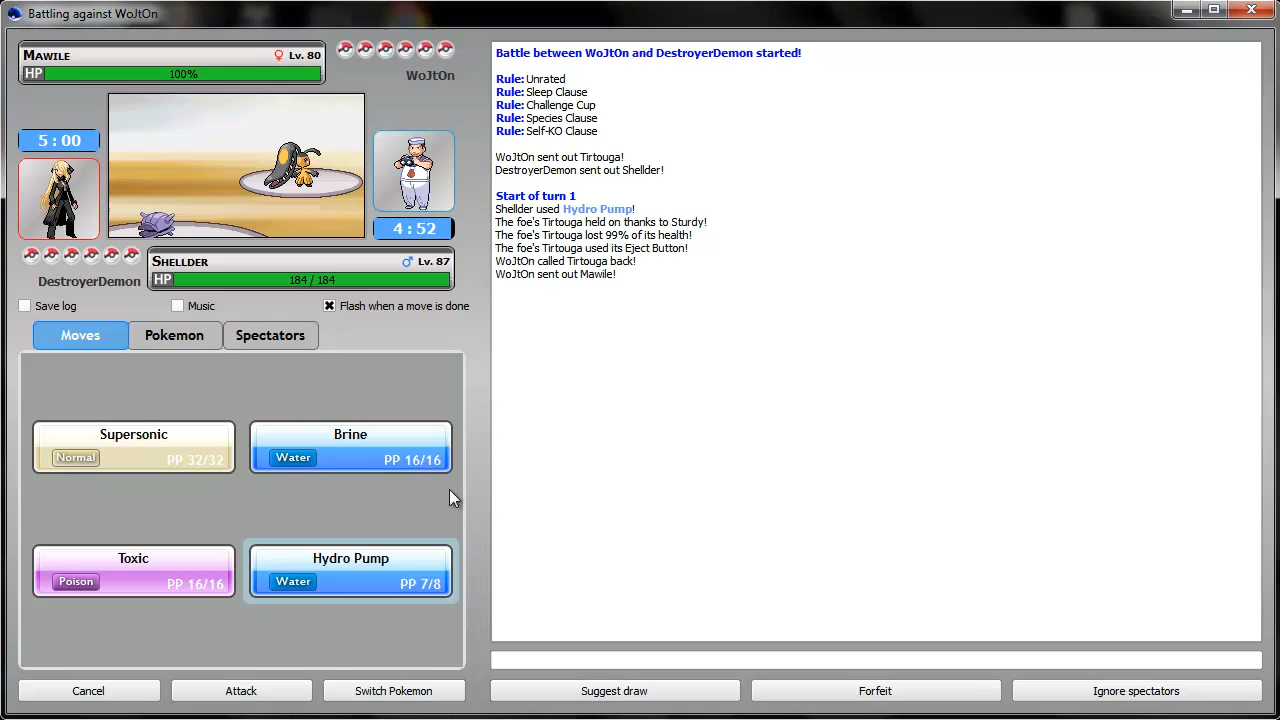 Battling against WoJtOn
MAWILE
Lv. 80
HP
100%
WoJtOn
5:00
4:52
DestroyerDemon
SHELLDER
Lv. 87
HP
184 / 184
Save log
Music
Flash when a move is done
Moves
Pokemon
Spectators
Supersonic
Normal
PP 32/32
Brine
Water
PP 16/16
Toxic
Poison
PP 16/16
Hydro Pump
Water
PP 7/8
Cancel
Attack
Switch Pokemon
Battle between WoJtOn and DestroyerDemon started!
Rule: Unrated
Rule: Sleep Clause
Rule: Challenge Cup
Rule: Species Clause
Rule: Self-KO Clause
WoJtOn sent out Tirtouga!
DestroyerDemon sent out Shellder!
Start of turn 1
Shellder used Hydro Pump!
The foe's Tirtouga held on thanks to Sturdy!
The foe's Tirtouga lost 99% of its health!
The foe's Tirtouga used its Eject Button!
WoJtOn called Tirtouga back!
WoJtOn sent out Mawile!
Suggest draw
Forfeit
Ignore spectators